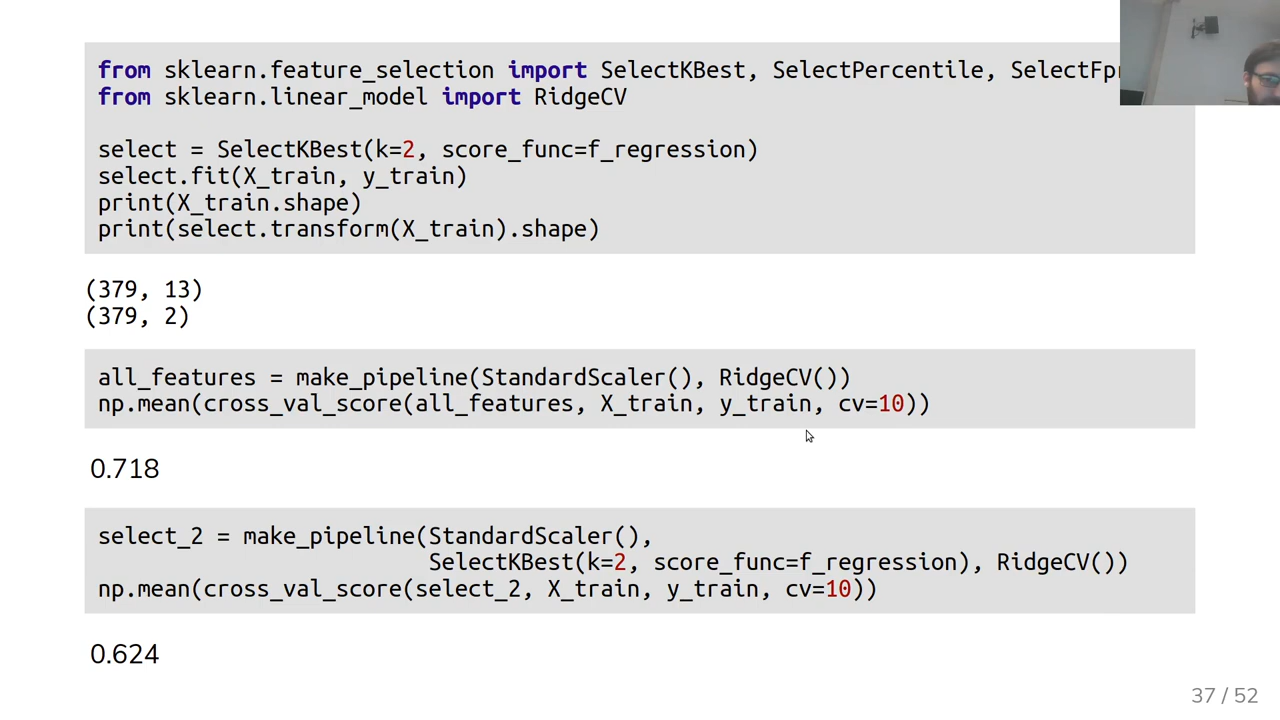 from sklearn.feature_selection import SelectKBest, SelectPercentile, SelectFp
from sklearn.linear_model import RidgeCV
select = SelectKBest(k=2, score_func=f_regression)
select.fit(X_train, y_train)
print(X_train.shape)
print(select.transform(X_train).shape)
(379, 13)
(379, 2)
all_features = make_pipeline(StandardScaler(), RidgeCV())
np.mean(cross_val_score(all_features, X_train, y_train, cv=10))
0.718
select_2 = make_pipeline(StandardScaler(),
SelectKBest(k=2, score_func=f_regression), RidgeCV())
np.mean(cross_val_score(select_2, X_train, y_train, cv=10))
0.624
37 / 52